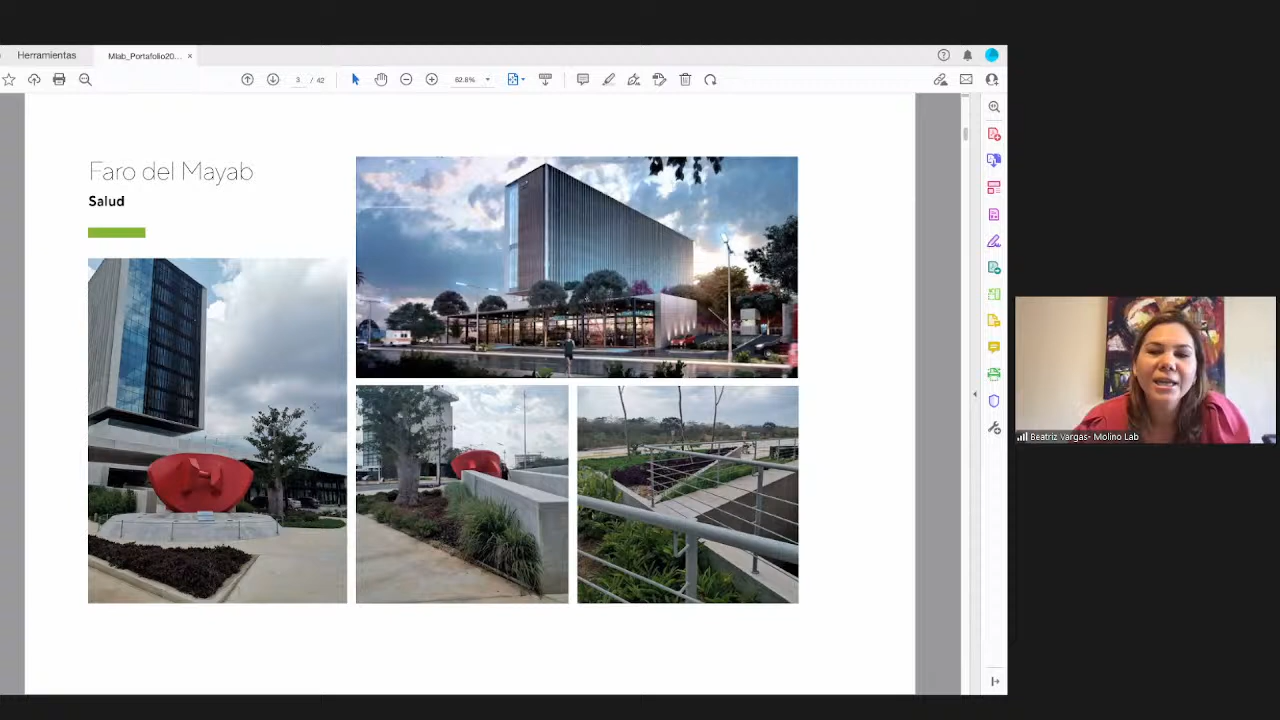 Herramientas
Mlab_Portafolio20... ×
3 / 42
62.8%
Faro del Mayab
Salud
Beatriz Vargas- Molino Lab